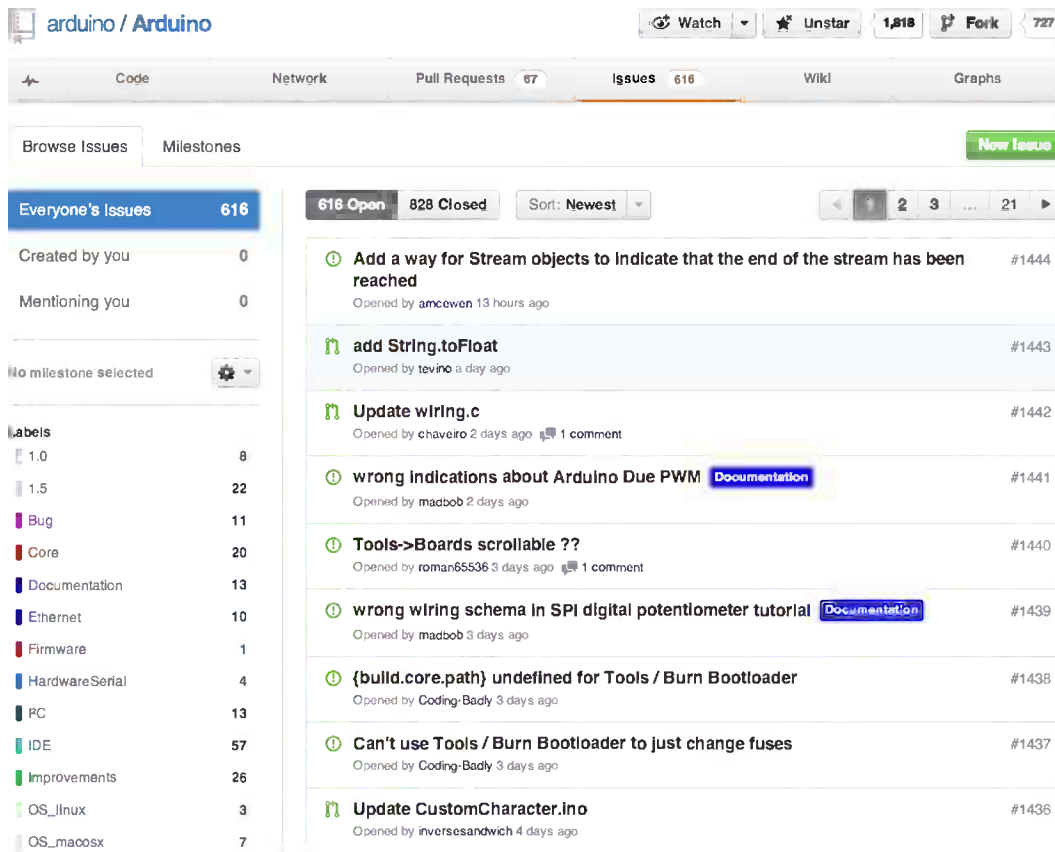 arduino / Arduino
Watch Unstar 1,818 Fork 727
Code Network Pull Requests 67 Issues 616 Wiki Graphs
Browse Issues Milestones
New Issue
Everyone's Issues 616
Created by you 0
Mentioning you 0
No milestone selected
Labels
1.0 8
1.5 22
Bug 11
Core 20
Documentation 13
Ethernet 10
Firmware 1
HardwareSerial 4
I²C 13
IDE 57
Improvements 26
OS_linux 3
OS_macosx 7
616 Open 828 Closed Sort: Newest 1 2 3 ... 21
Add a way for Stream objects to indicate that the end of the stream has been #1444
reached
Opened by amcewen 13 hours ago
add String.toFloat #1443
Opened by tevino a day ago
Update wiring.c #1442
Opened by chaveiro 2 days ago 1 comment
wrong indications about Arduino Due PWM Documentation #1441
Opened by madbob 2 days ago
Tools->Boards scrollable ?? #1440
Opened by roman65536 3 days ago 1 comment
wrong wiring schema in SPI digital potentiometer tutorial Documentation #1439
Opened by madbob 3 days ago
{build.core.path} undefined for Tools / Burn Bootloader #1438
Opened by Coding-Badly 3 days ago
Can't use Tools / Burn Bootloader to just change fuses #1437
Opened by Coding-Badly 3 days ago
Update CustomCharacter.ino #1436
Opened by inversesandwich 4 days ago